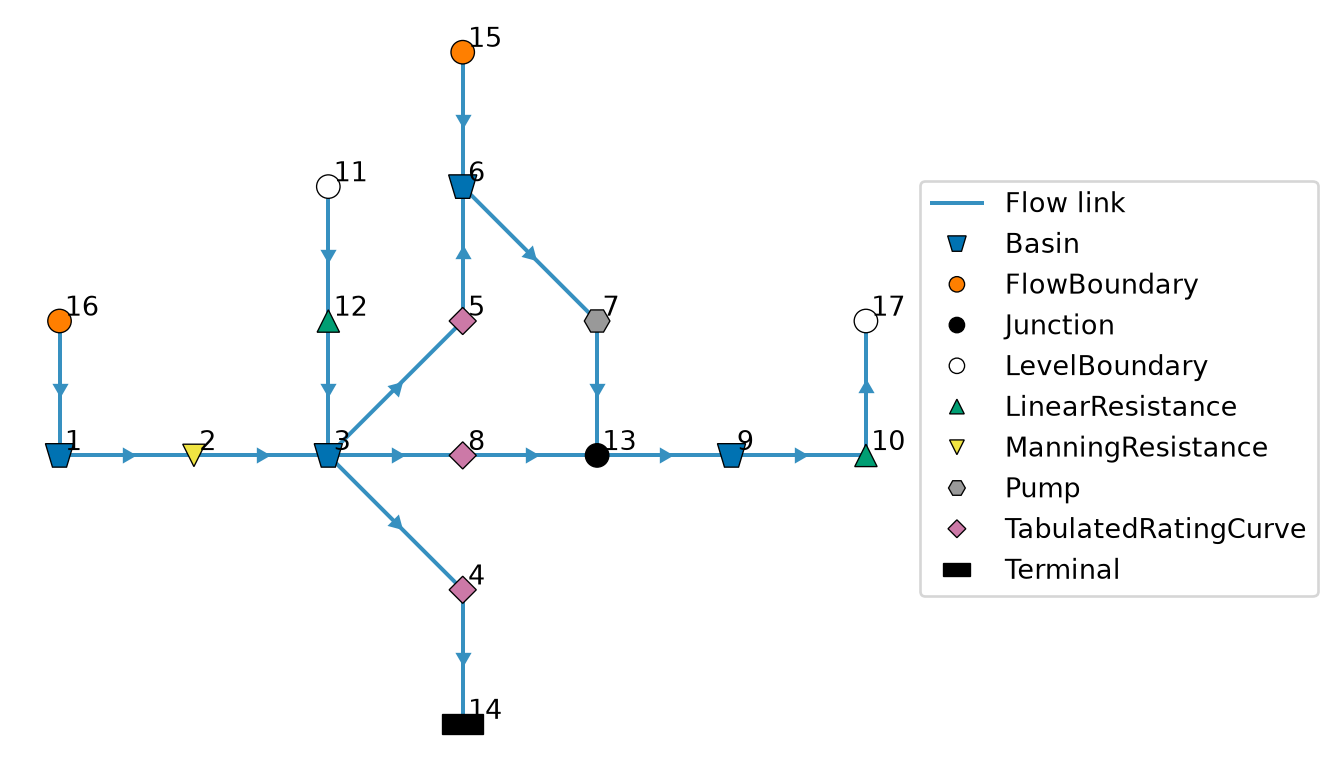 15
11
6
16
12
5
7
17
1
2
3
8
13
9
10
4
14
Flow link
Basin
FlowBoundary
Junction
LevelBoundary
LinearResistance
ManningResistance
Pump
TabulatedRatingCurve
Terminal